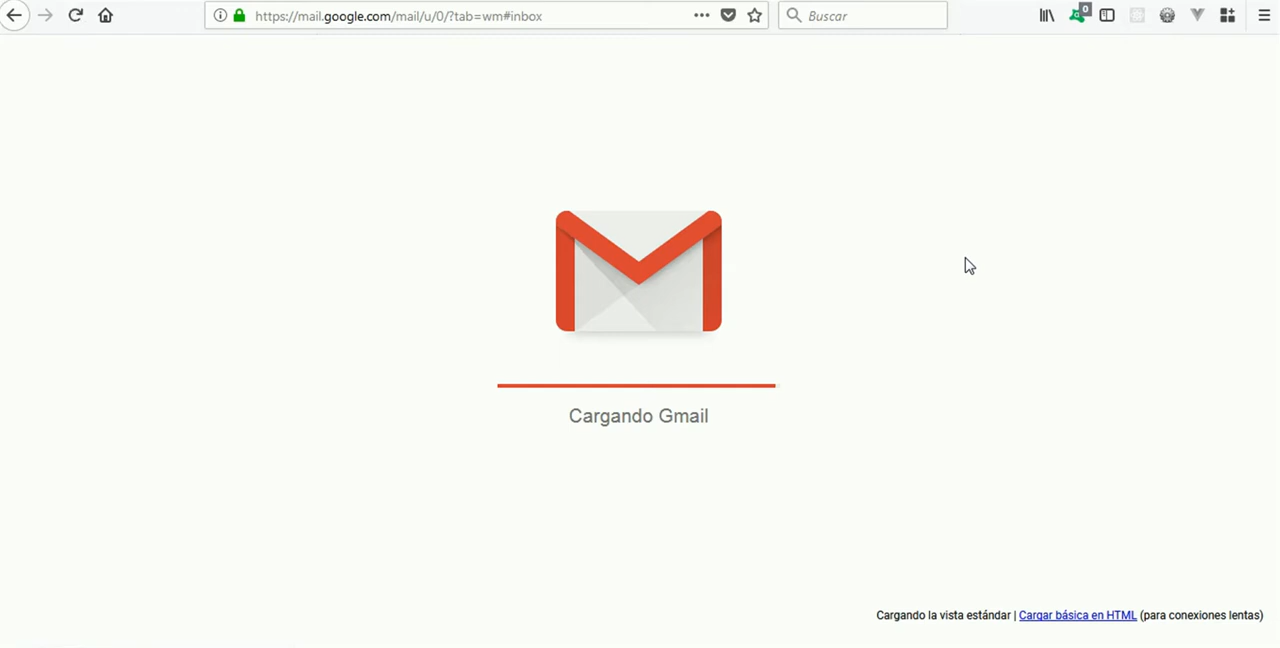 https://mail.google.com/mail/u/0/?tab=wm#inbox
Buscar
0
Cargando Gmail
Cargando la vista estándar | Cargar básica en HTML (para conexiones lentas)